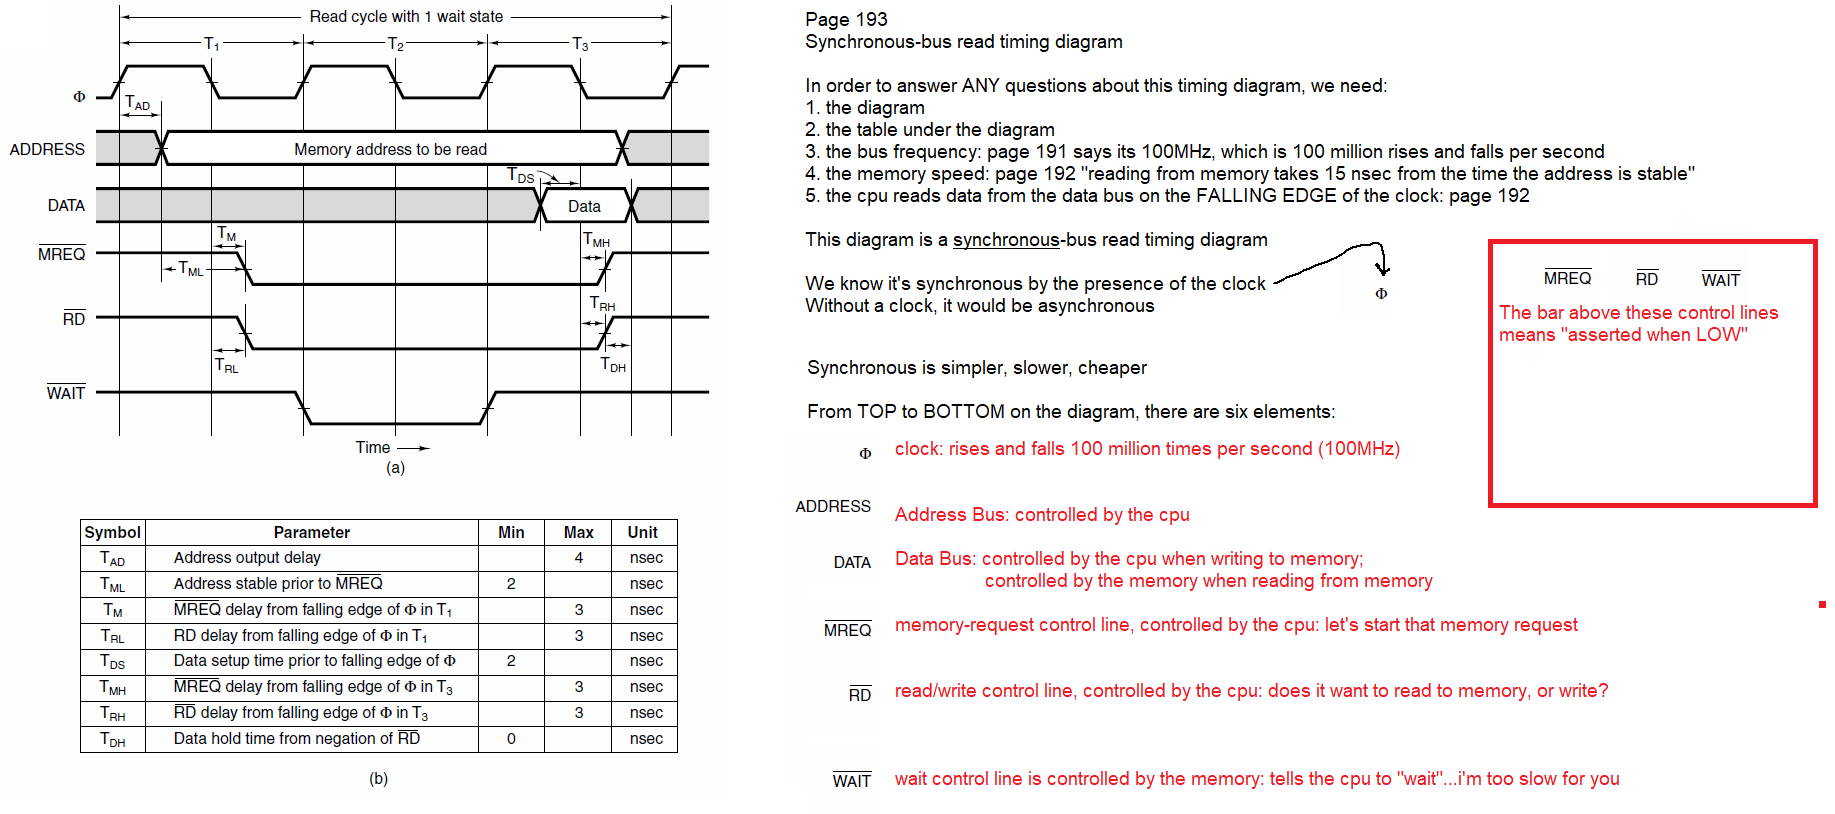 Read cycle with 1 wait state
T1 T2 T3
Φ
TAD
ADDRESS
Memory address to be read
TDS
DATA
Data
TM
TMH
MREQ
TML
TRH
RD
TRL
TDH
WAIT
Time
(a)
Symbol Parameter Min Max Unit
TAD Address output delay 4 nsec
TML Address stable prior to MREQ 2 nsec
TM MREQ delay from falling edge of Φ in T1 3 nsec
TRL RD delay from falling edge of Φ in T1 3 nsec
TDS Data setup time prior to falling edge of Φ 2 nsec
TMH MREQ delay from falling edge of Φ in T3 3 nsec
TRH RD delay from falling edge of Φ in T3 3 nsec
TDH Data hold time from negation of RD 0 nsec
(b)
Page 193
Synchronous-bus read timing diagram
In order to answer ANY questions about this timing diagram, we need:
1. the diagram
2. the table under the diagram
3. the bus frequency: page 191 says its 100MHz, which is 100 million rises and falls per second
4. the memory speed: page 192 "reading from memory takes 15 nsec from the time the address is stable"
5. the cpu reads data from the data bus on the FALLING EDGE of the clock: page 192
This diagram is a synchronous-bus read timing diagram
We know it's synchronous by the presence of the clock
Φ
Without a clock, it would be asynchronous
MREQ RD WAIT
The bar above these control lines
means "asserted when LOW"
Synchronous is simpler, slower, cheaper
From TOP to BOTTOM on the diagram, there are six elements:
Φ clock: rises and falls 100 million times per second (100MHz)
ADDRESS Address Bus: controlled by the cpu
DATA Data Bus: controlled by the cpu when writing to memory;
controlled by the memory when reading from memory
MREQ memory-request control line, controlled by the cpu: let's start that memory request
RD read/write control line, controlled by the cpu: does it want to read to memory, or write?
WAIT wait control line is controlled by the memory: tells the cpu to "wait"...i'm too slow for you